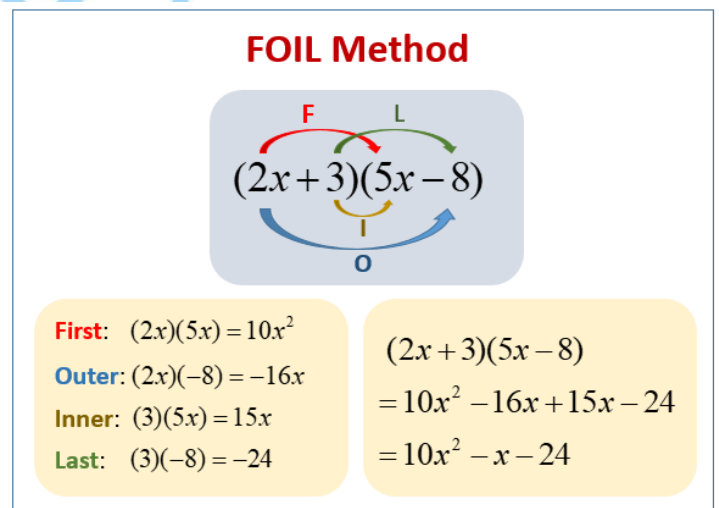 FOIL Method
F L
(2x+3)(5x−8)
I
O
First: (2x)(5x)=10x²
Outer: (2x)(−8)=−16x
Inner: (3)(5x)=15x
Last: (3)(−8)=−24
(2x+3)(5x−8)
=10x²−16x+15x−24
=10x²−x−24